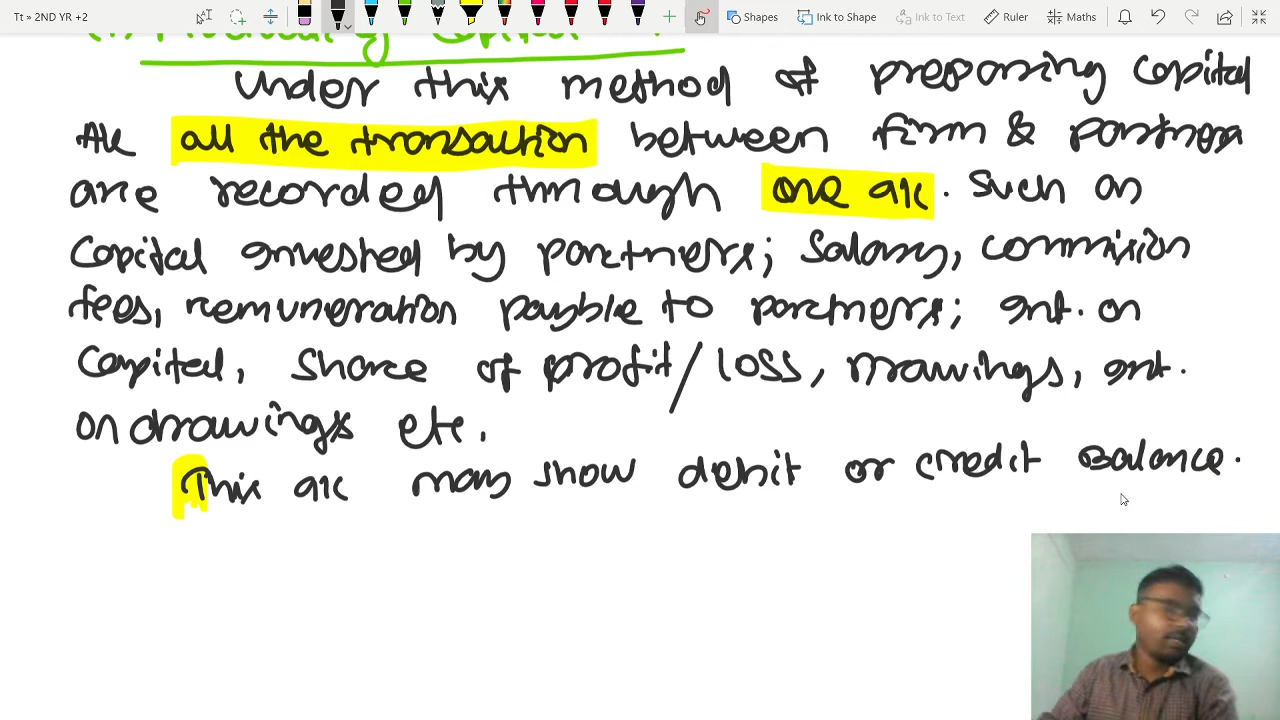 Tt » 2ND YR +2
Shapes Ink to Shape Ink to Text Ruler Maths
Under this method of preparing capital
A/c all the transaction between firm & partners
are recorded through one a/c. Such as
capital invested by partners; Salary, commission
fees, remuneration payble to partners; int. on
Capital, Share of profit/loss, Drawings, int.
on drawings etc.
This a/c may show debit or credit Balance.